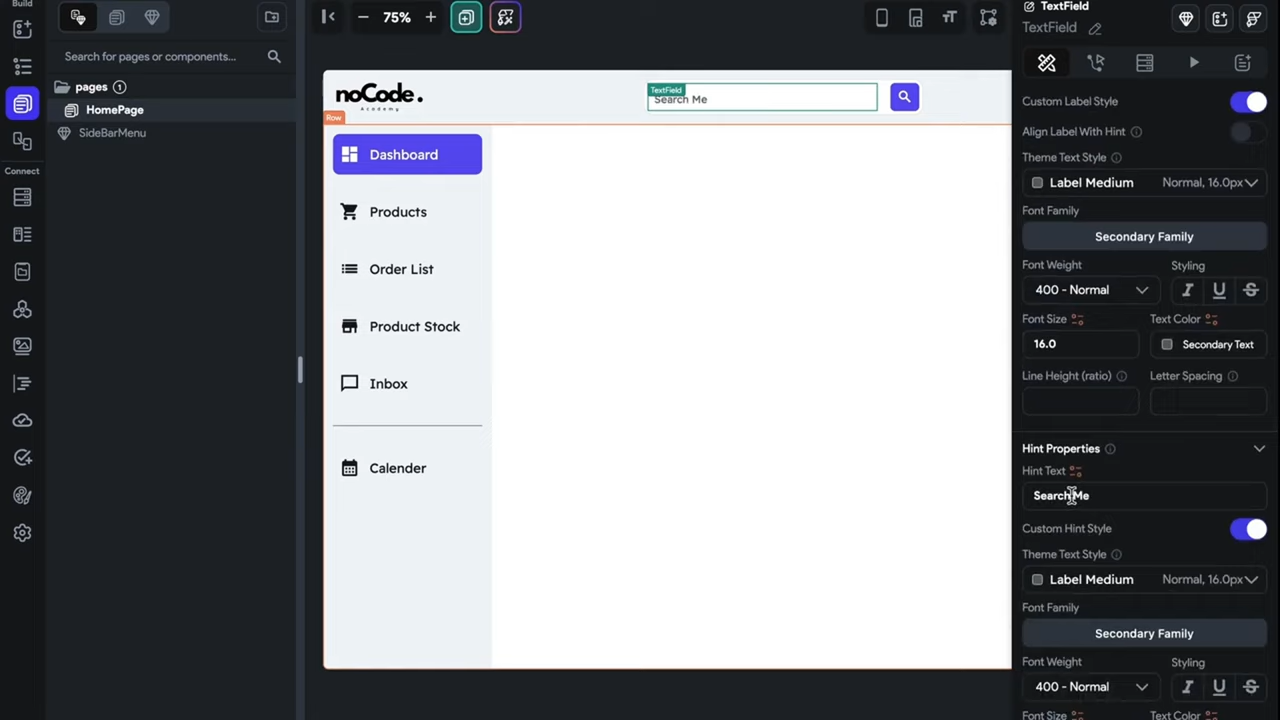 Build
75%
TextField
TextField
Search for pages or components...
pages 1
HomePage
SideBarMenu
Connect
noCode.
Academy
TextField
Search Me
Row
Dashboard
Products
Order List
Product Stock
Inbox
Calender
Custom Label Style
Align Label With Hint
Theme Text Style
Label Medium Normal, 16.0px
Font Family
Secondary Family
Font Weight Styling
400 - Normal
Font Size Text Color
16.0 Secondary Text
Line Height (ratio) Letter Spacing
Hint Properties
Hint Text
Search Me
Custom Hint Style
Theme Text Style
Label Medium Normal, 16.0px
Font Family
Secondary Family
Font Weight Styling
400 - Normal
Font Size Text Color